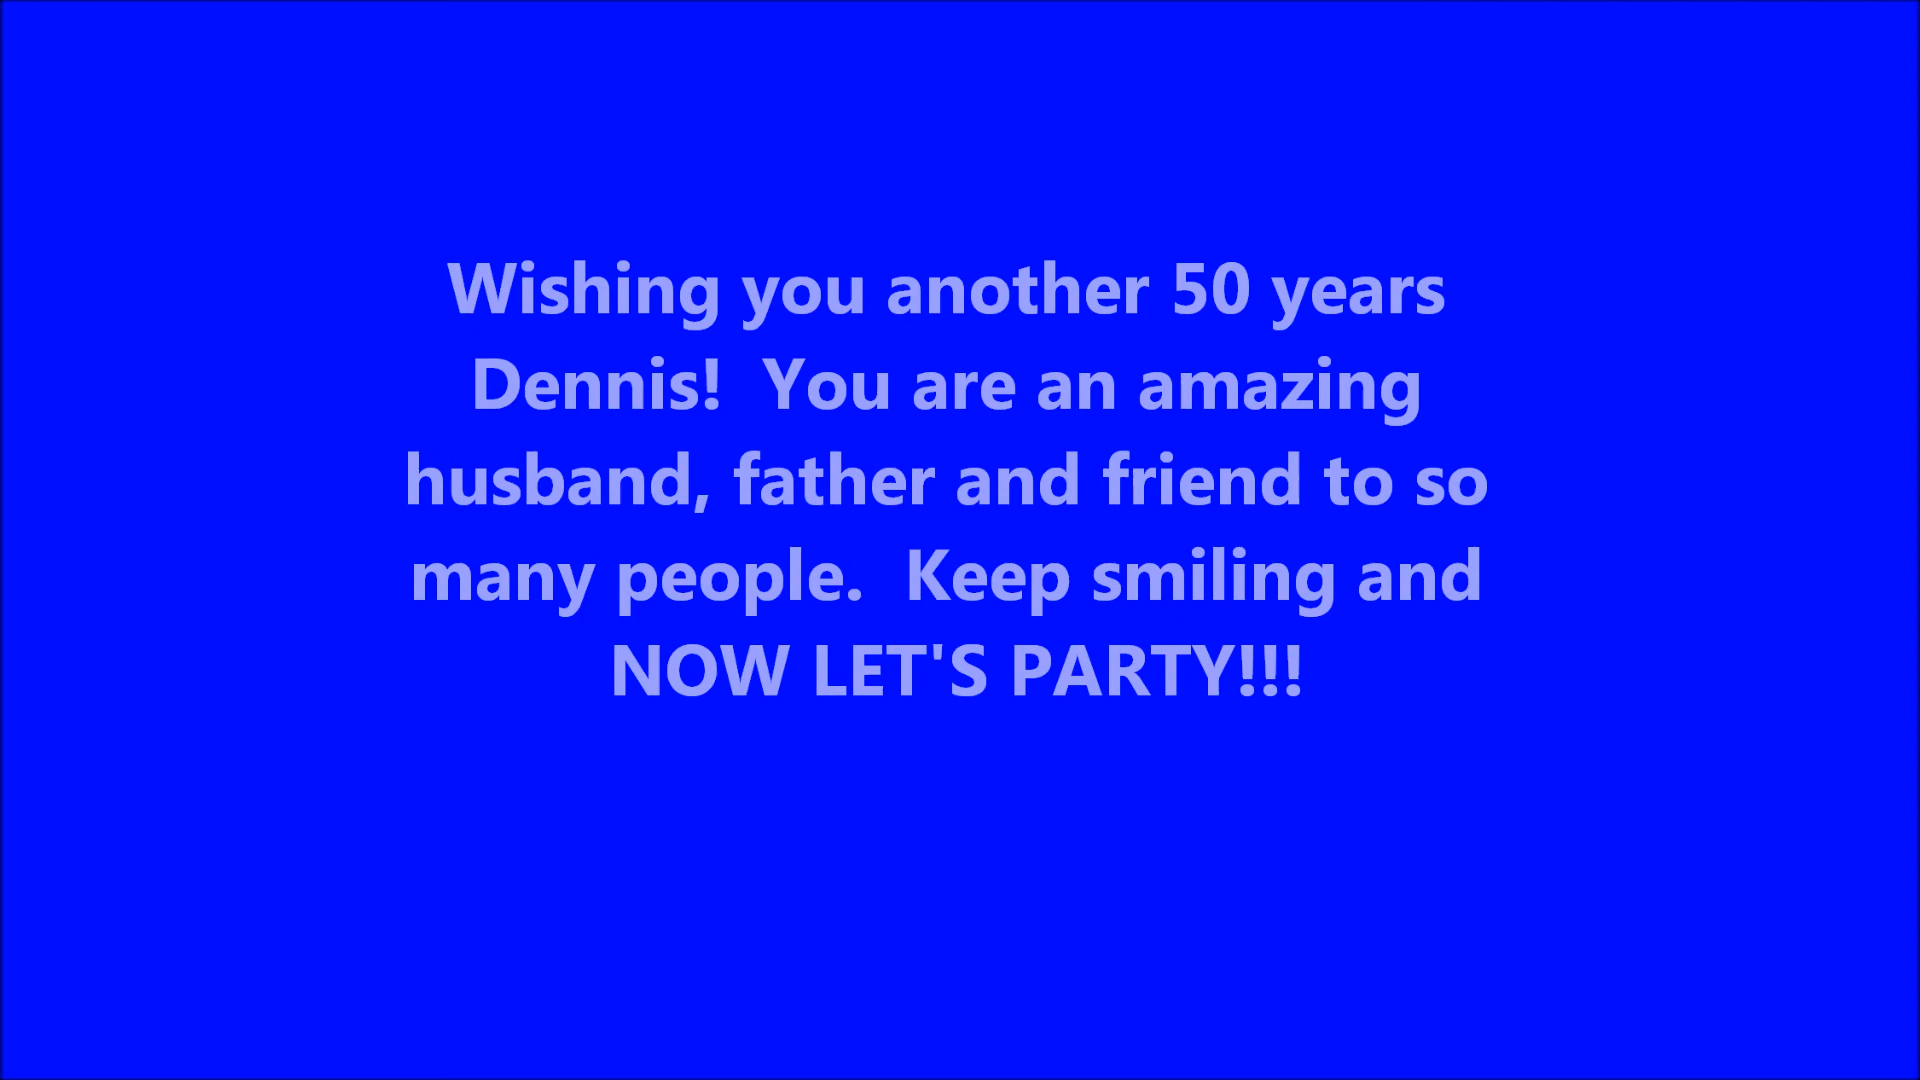 Wishing you another 50 years
Dennis!  You are an amazing
husband, father and friend to so
many people.  Keep smiling and
NOW LET'S PARTY!!!